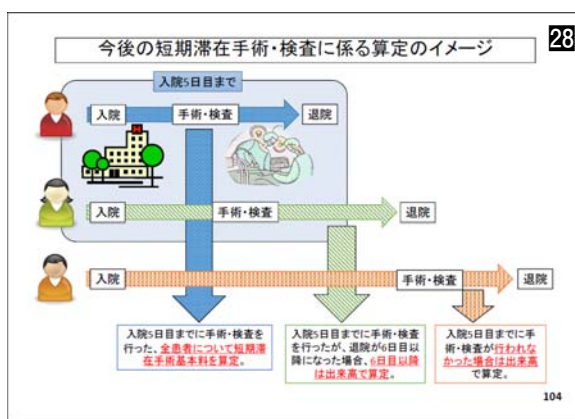 28
今後の短期滞在手術・検査に係る算定のイメージ
入院5日目まで
入院
手術・検査
退院
入院
手術・検査
退院
入院
手術・検査
退院
入院5日目までに手術・検査を
行った、全患者について短期滞
在手術基本料を算定。
入院5日目までに手術・検査
を行ったが、退院が6日目以
降になった場合、6日目以降
は出来高で算定。
入院5日目までに手
術・検査が行われな
かった場合は出来高
で算定。
104